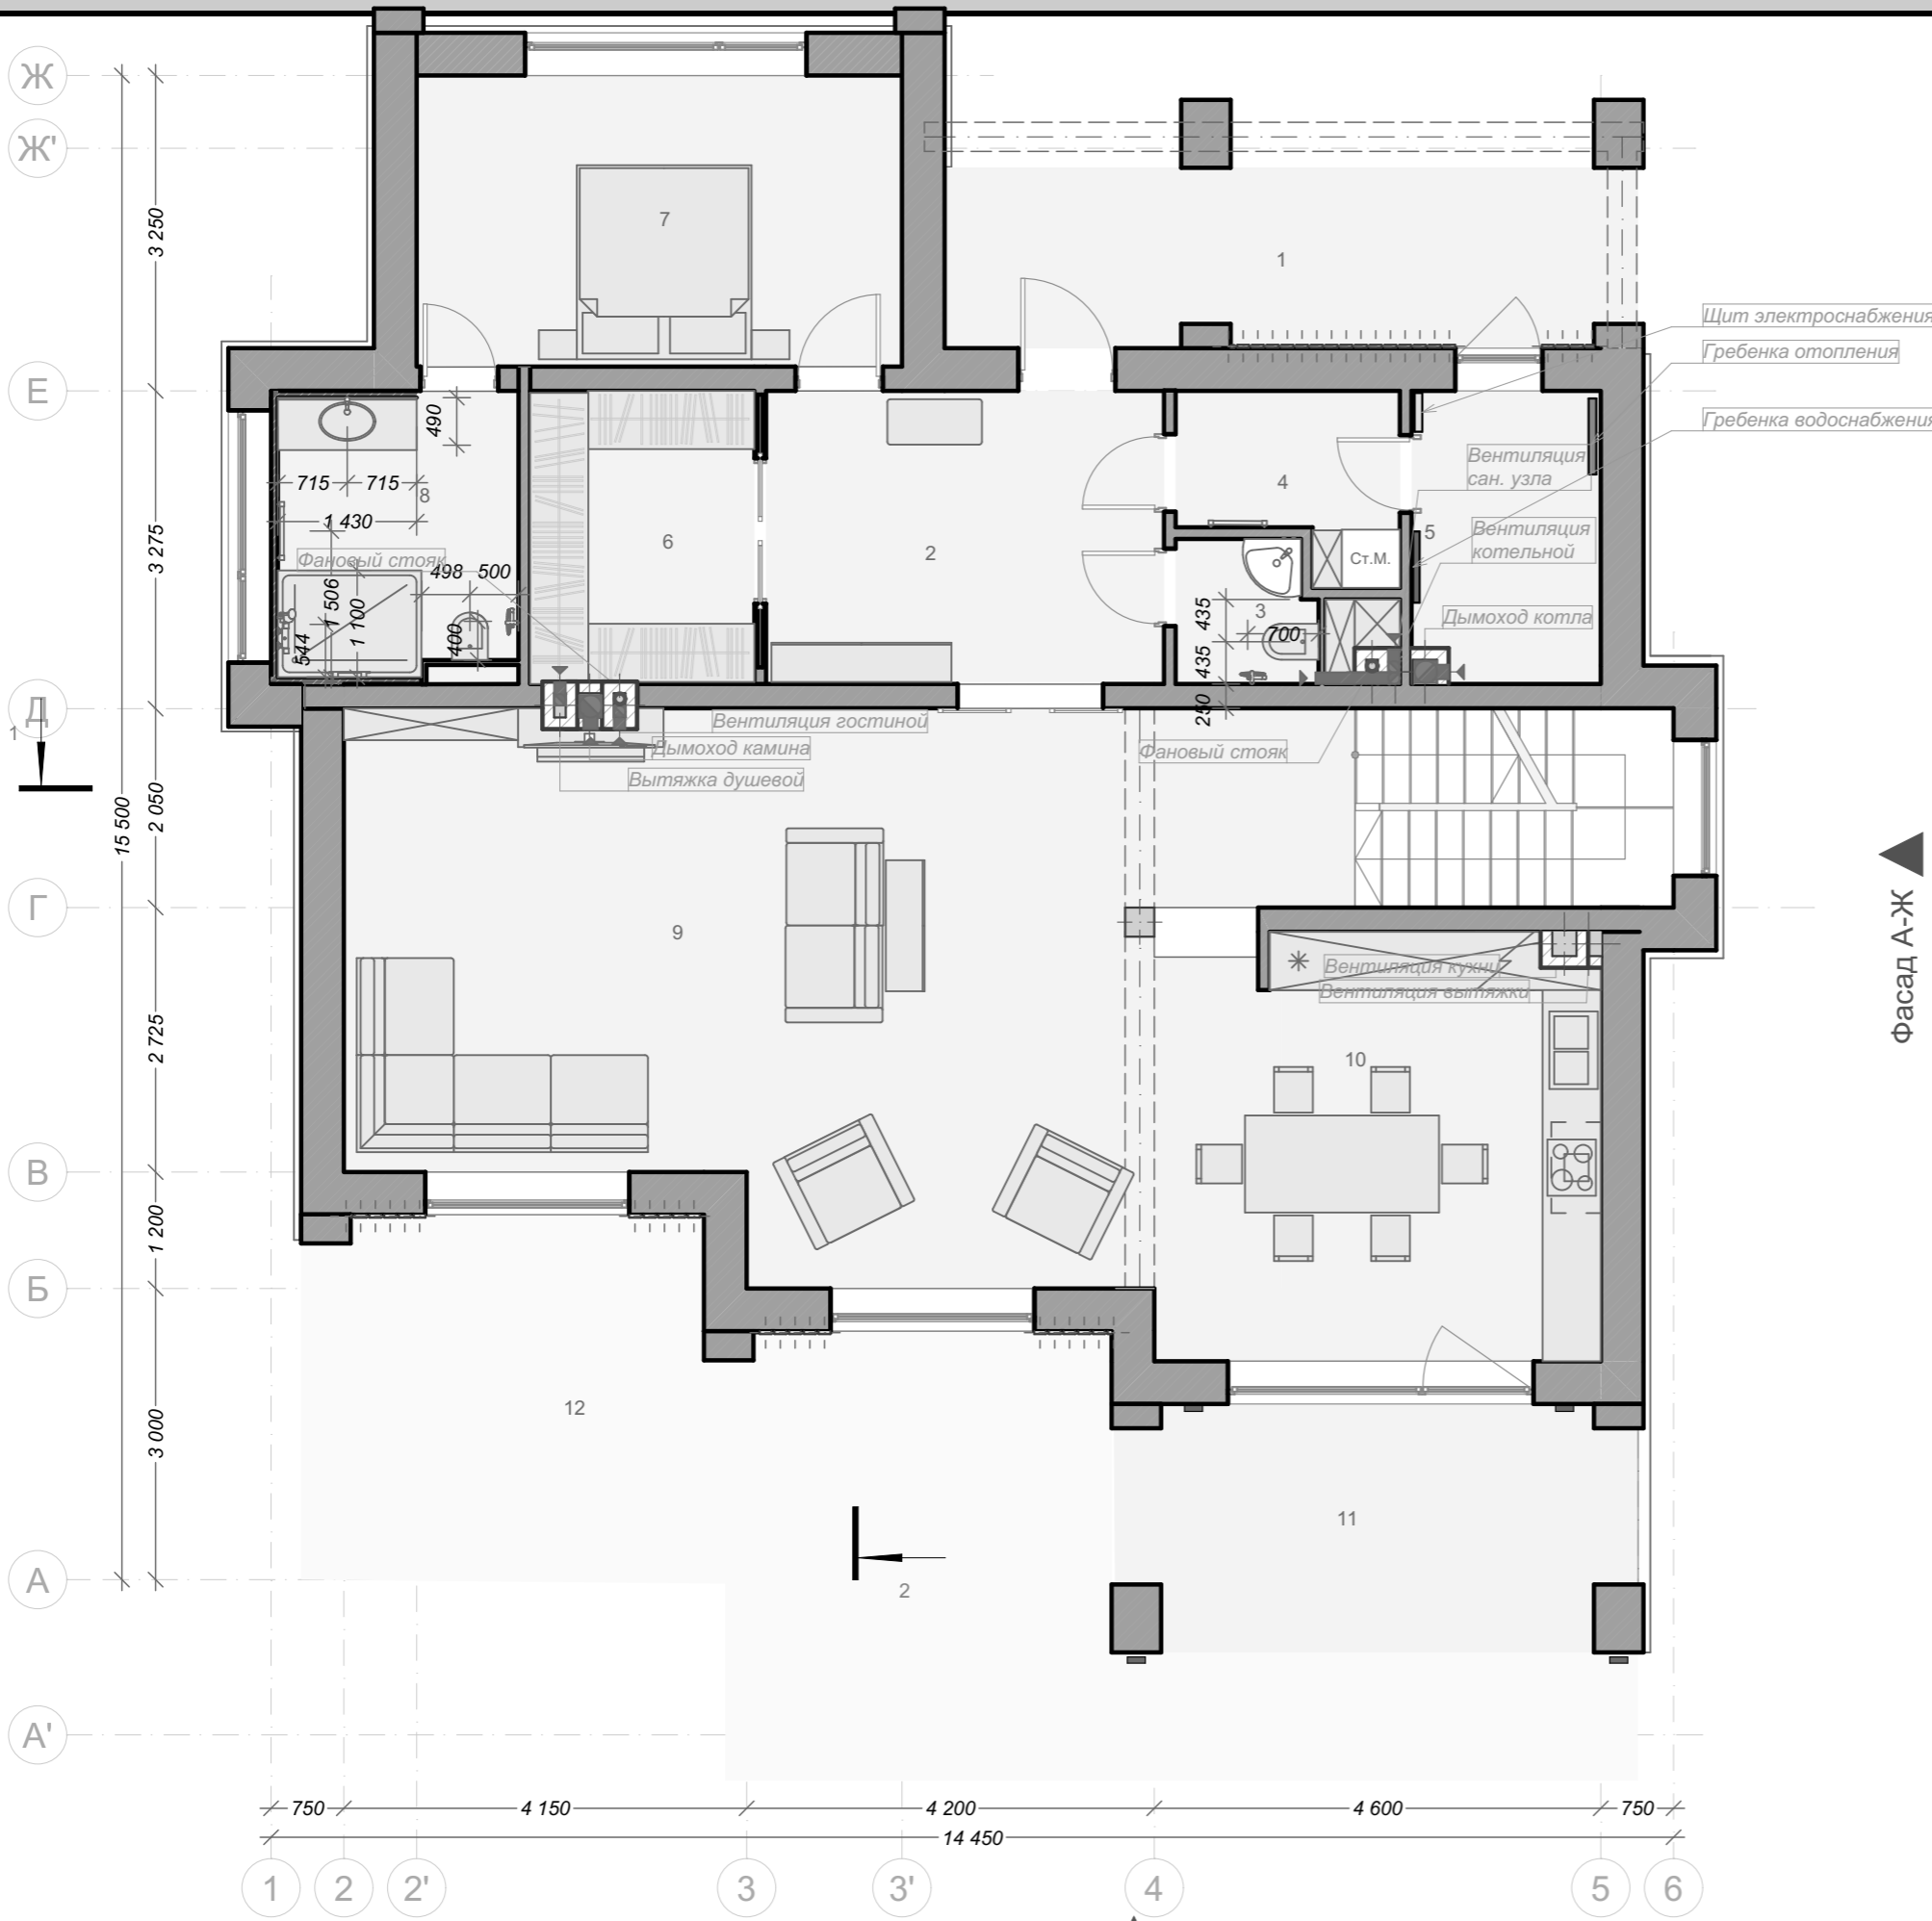 Ж
Ж'
Е
Д
Г
В
Б
А
А'
3 250
3 275
2 050
2 725
1 200
3 000
15 500
1
7
1
Щит электроснабжения
Гребенка отопления
Гребенка водоснабжения
490
715
715
8
1 430
Фановый стояк
498
500
1 506
1 100
544
400
6
2
4
Вентиляция
сан. узла
5
Вентиляция
котельной
Ст.М.
Дымоход котла
435
3
700
435
250
Вентиляция гостиной
Дымоход камина
Вытяжка душевой
Фановый стояк
Фасад А-Ж
9
Вентиляция кухни
Вентиляция вытяжки
10
12
11
2
750
4 150
4 200
4 600
750
14 450
1
2
2'
3
3'
4
5
6